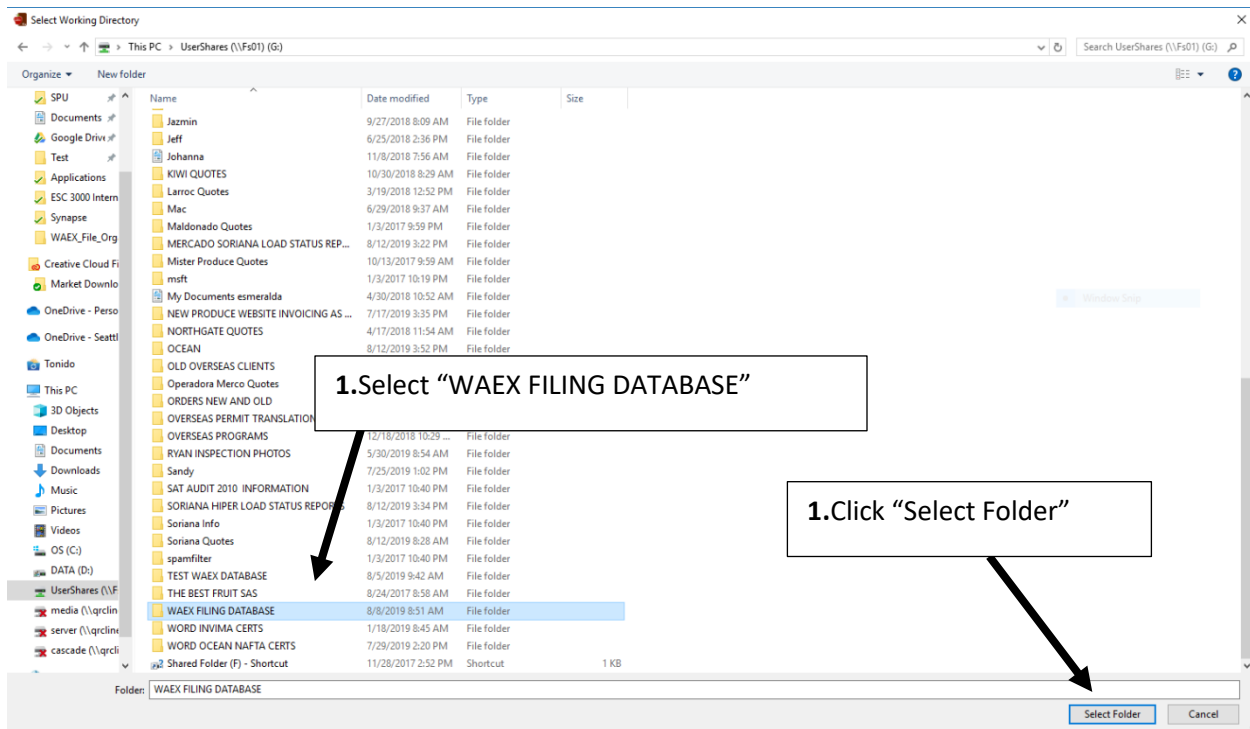 Select Working Directory
This PC > UserShares (\\Fs01) (G:)
Search UserShares (\\Fs01) (G:)
Organize New folder
Name Date modified Type Size
SPU
Documents
Google Drive
Test
Applications
ESC 3000 Intern
Synapse
WAEX_File_Org
Creative Cloud Fi
Market Downlo
OneDrive - Perso
OneDrive - Seattl
Tonido
This PC
3D Objects
Desktop
Documents
Downloads
Music
Pictures
Videos
OS (C:)
DATA (D:)
UserShares (\\F
media (\\qrclin
server (\\qrcline
cascade (\\qrcli
Jazmin 9/27/2018 8:09 AM File folder
Jeff 6/25/2018 2:36 PM File folder
Johanna 11/8/2018 7:56 AM File folder
KIWI QUOTES 10/30/2018 8:29 AM File folder
Larroc Quotes 3/19/2018 12:52 PM File folder
Mac 6/29/2018 9:37 AM File folder
Maldonado Quotes 1/3/2017 9:59 PM File folder
MERCADO SORIANA LOAD STATUS REP... 8/12/2019 3:22 PM File folder
Mister Produce Quotes 10/13/2017 9:59 AM File folder
msft 1/3/2017 10:19 PM File folder
My Documents esmeralda 4/30/2018 10:52 AM File folder
NEW PRODUCE WEBSITE INVOICING AS ... 7/17/2019 3:35 PM File folder
NORTHGATE QUOTES 4/17/2018 11:54 AM File folder
OCEAN 8/12/2019 3:52 PM File folder
OLD OVERSEAS CLIENTS
Operadora Merco Quotes
ORDERS NEW AND OLD
OVERSEAS PERMIT TRANSLATION
OVERSEAS PROGRAMS 12/18/2018 10:29 ... File folder
RYAN INSPECTION PHOTOS 5/30/2019 8:54 AM File folder
Sandy 7/25/2019 1:02 PM File folder
SAT AUDIT 2010 INFORMATION 1/3/2017 10:40 PM File folder
SORIANA HIPER LOAD STATUS REPORTS 8/12/2019 3:34 PM File folder
Soriana Info 1/3/2017 10:40 PM File folder
Soriana Quotes 8/12/2019 8:28 AM File folder
spamfilter 1/3/2017 10:40 PM File folder
TEST WAEX DATABASE 8/5/2019 9:42 AM File folder
THE BEST FRUIT SAS 8/24/2017 8:58 AM File folder
WAEX FILING DATABASE 8/8/2019 8:51 AM File folder
WORD INVIMA CERTS 1/18/2019 8:45 AM File folder
WORD OCEAN NAFTA CERTS 7/29/2019 2:20 PM File folder
Shared Folder (F) - Shortcut 11/28/2017 2:52 PM Shortcut 1 KB
Window Snip
1.Select “WAEX FILING DATABASE”
1.Click “Select Folder”
Folder: WAEX FILING DATABASE
Select Folder Cancel